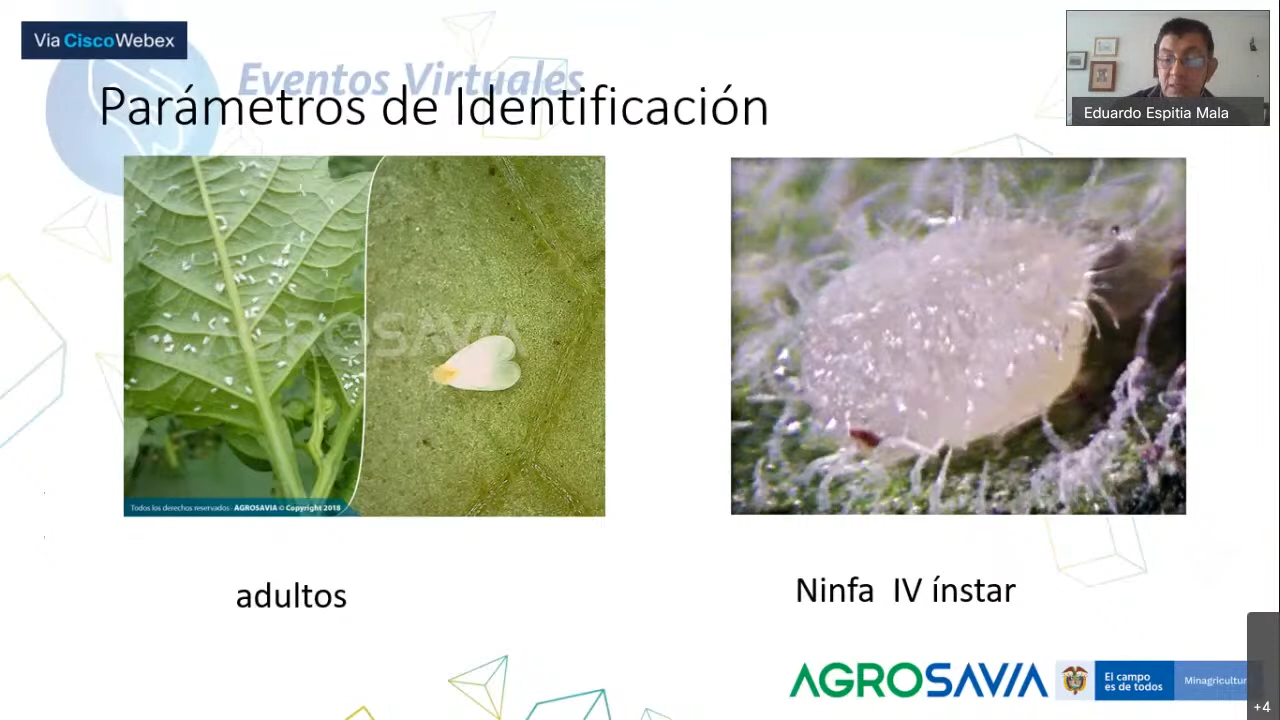 Via CiscoWebex
Eventos Virtuales
Parámetros de Identificación
Eduardo Espitia Mala
AGROSAVIA
Todos los derechos reservados - AGROSAVIA © Copyright 2018
adultos
Ninfa IV ínstar
AGROSAVIA
El campo
es de todos
Minagricultur
+4